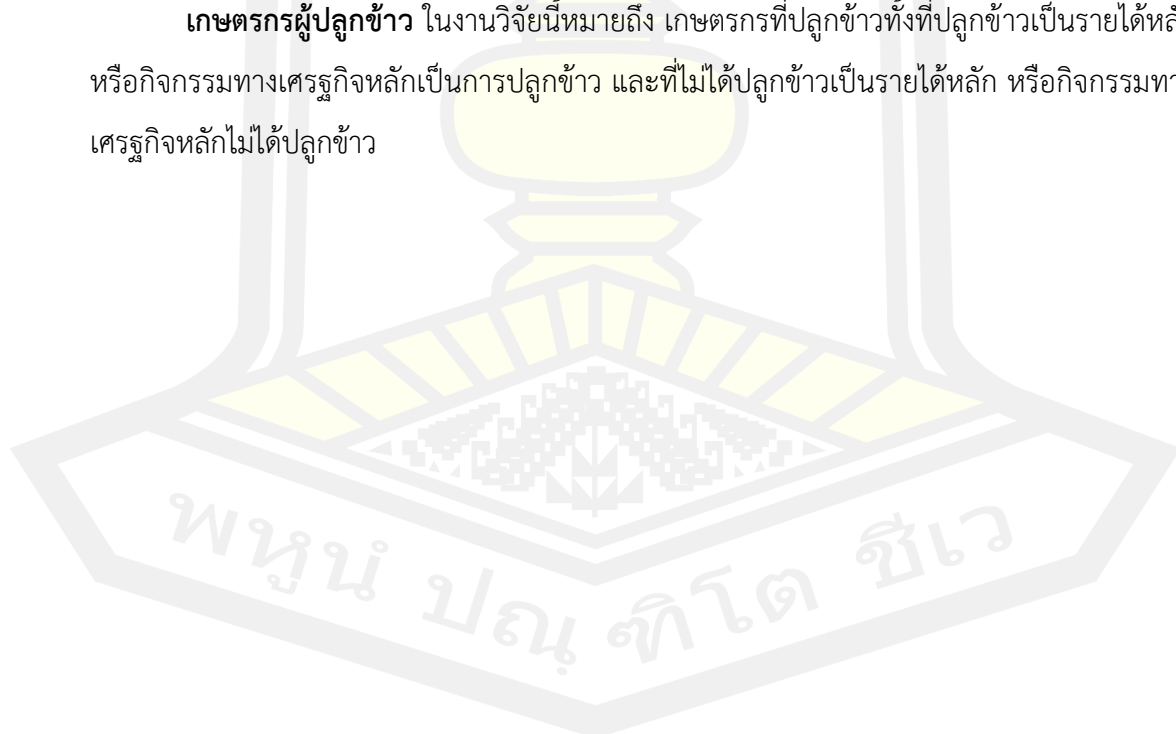 เกษตรกรผู้ปลูกข้าว ในงานวิจัยนี้หมายถึง เกษตรกรที่ปลูกข้าวทั้งที่ปลูกข้าวเป็นรายได้หลั
หรือกิจกรรมทางเศรฐกิจหลักเป็นการปลูกข้าว และที่ไม่ได้ปลูกข้าวเป็นรายได้หลัก หรือกิจกรรมทา
เศรฐกิจหลักไม่ได้ปลูกข้าว
พหูนํ ปณฺฑิโต ชีเว